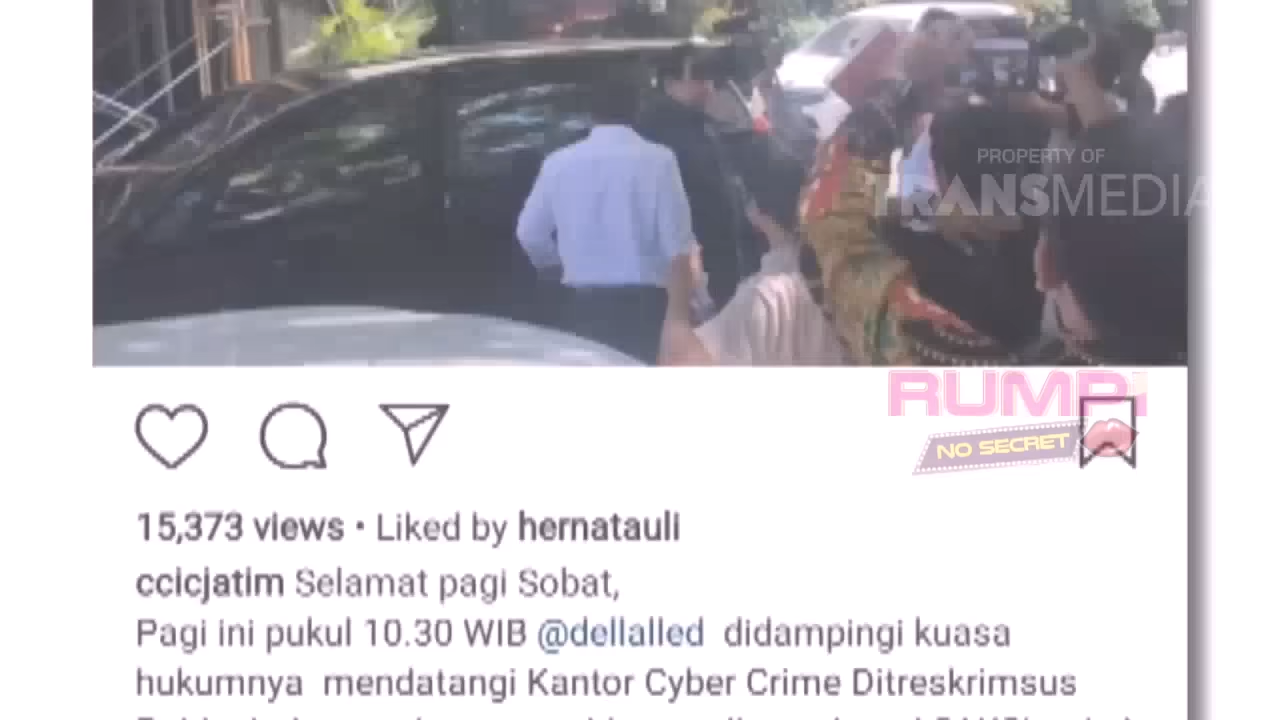 PROPERTY OF
TRANSMEDIA
RUMPi
NO SECRET
15,373 views • Liked by hernatauli
ccicjatim Selamat pagi Sobat,
Pagi ini pukul 10.30 WIB @dellalled didampingi kuasa
hukumnya mendatangi Kantor Cyber Crime Ditreskrimsus